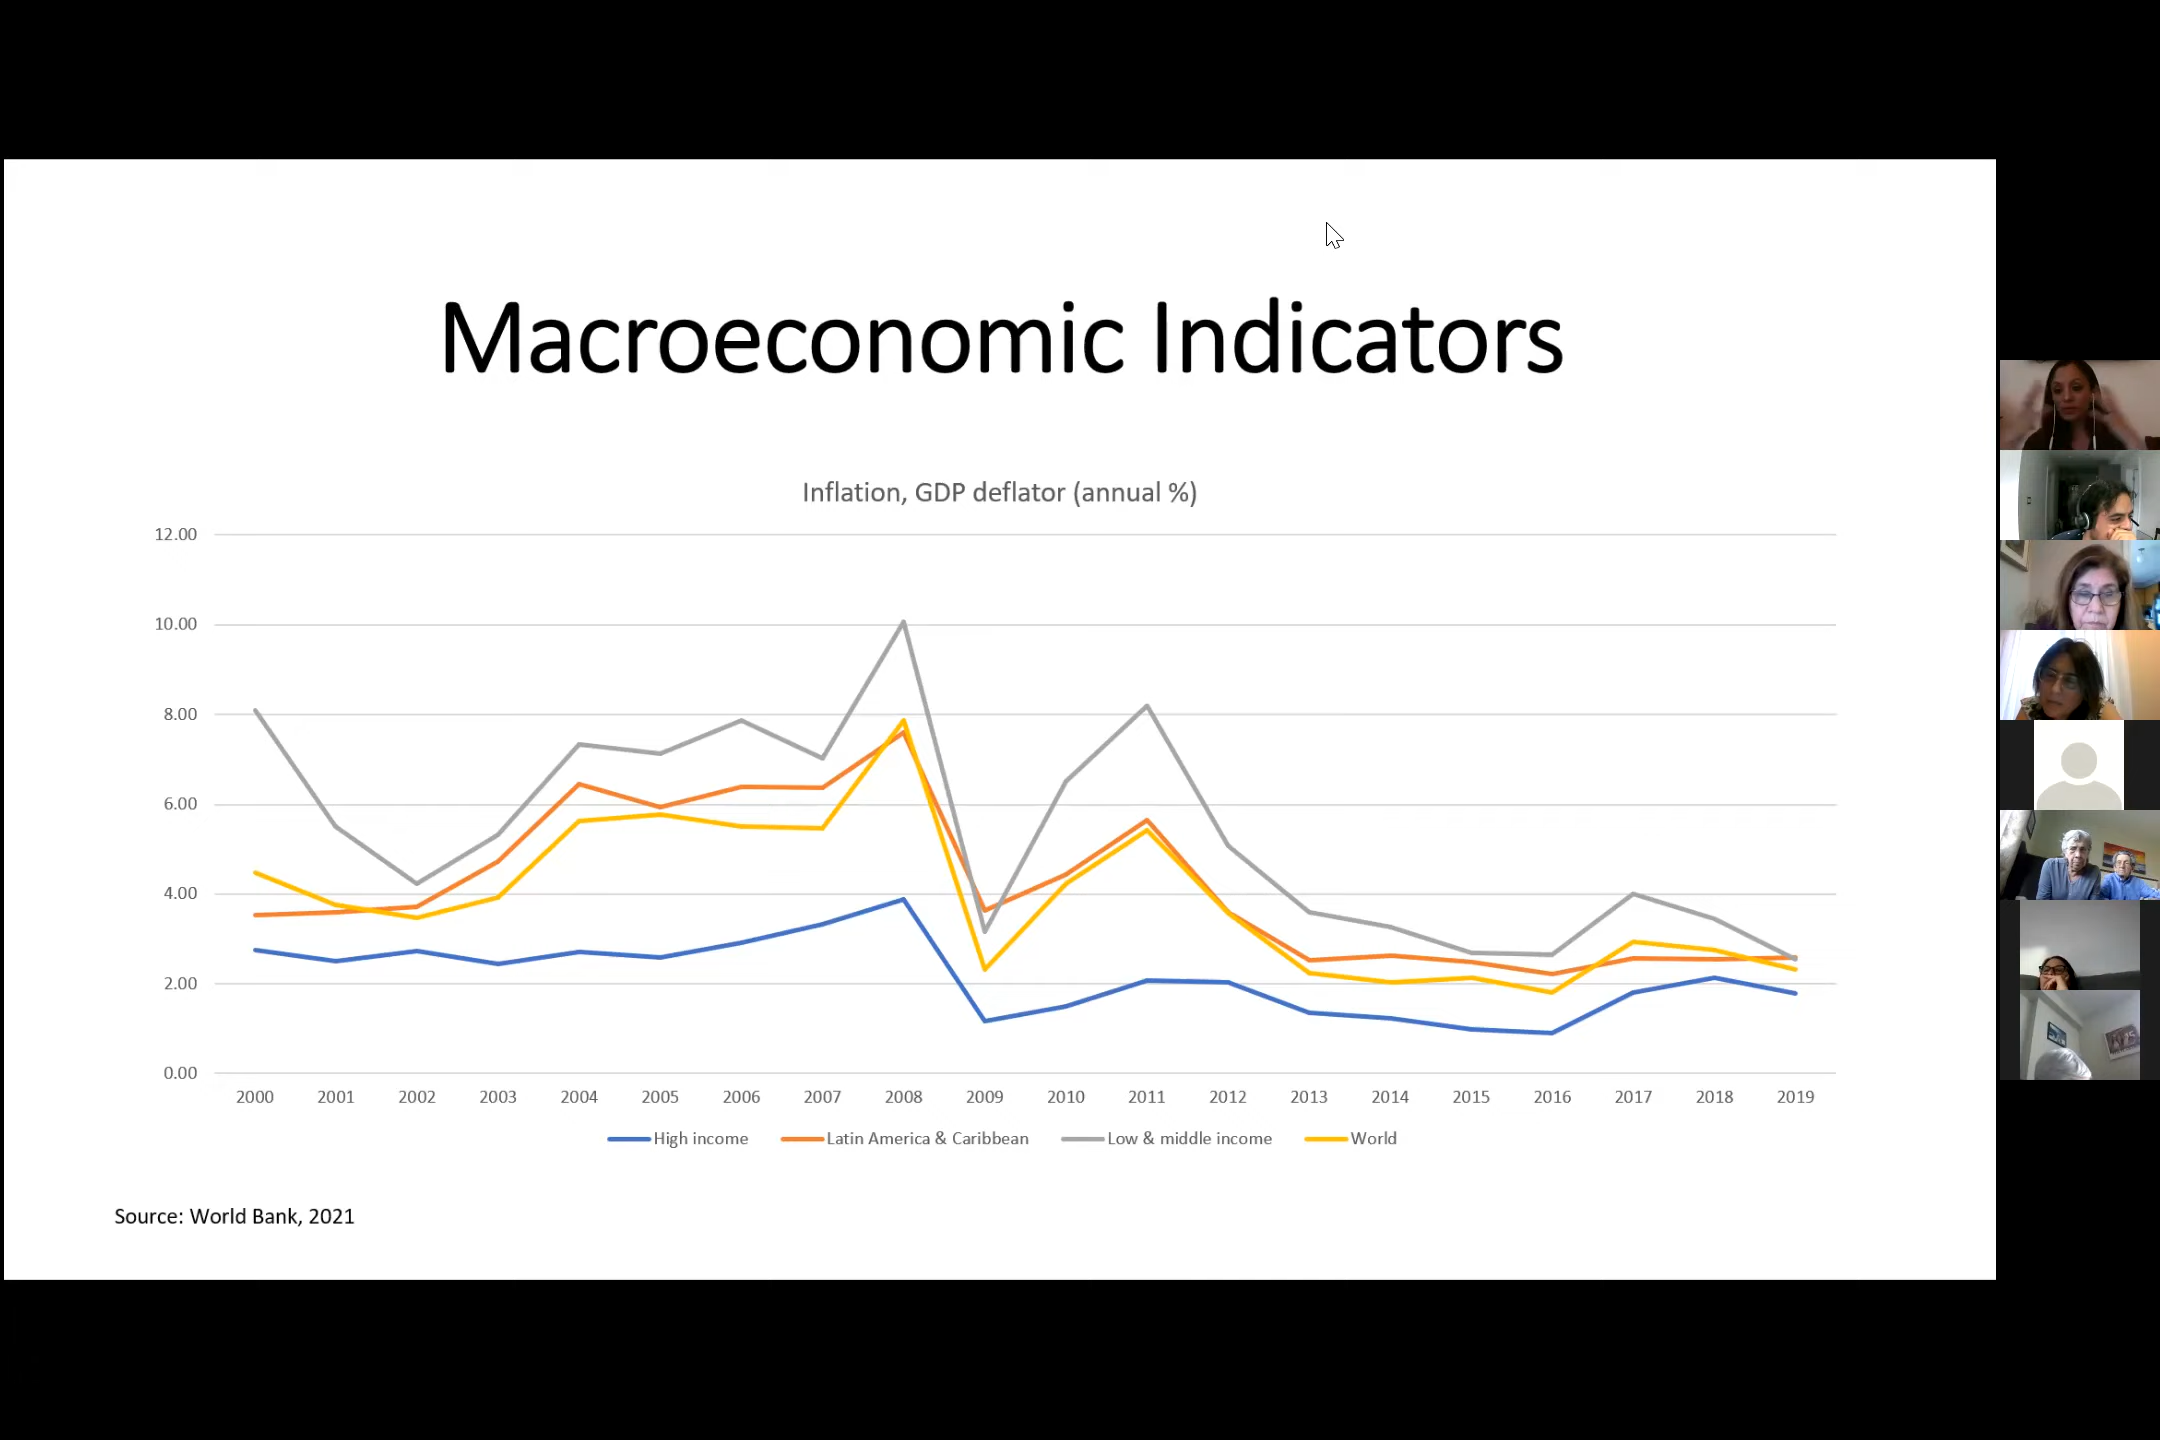 Macroeconomic Indicators
Inflation, GDP deflator (annual %)
12.00
10.00
8.00
6.00
4.00
2.00
0.00
2000 2001 2002 2003 2004 2005 2006 2007 2008 2009 2010 2011 2012 2013 2014 2015 2016 2017 2018 2019
High income Latin America & Caribbean Low & middle income World
Source: World Bank, 2021